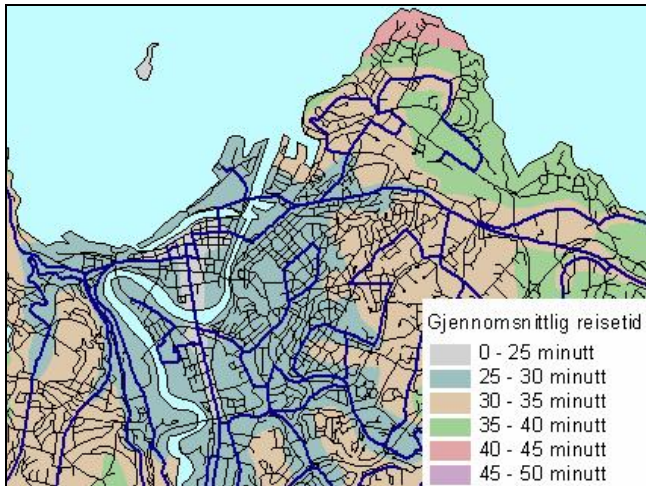 Gjennomsnittlig reisetid
0 - 25 minutt
25 - 30 minutt
30 - 35 minutt
35 - 40 minutt
40 - 45 minutt
45 - 50 minutt